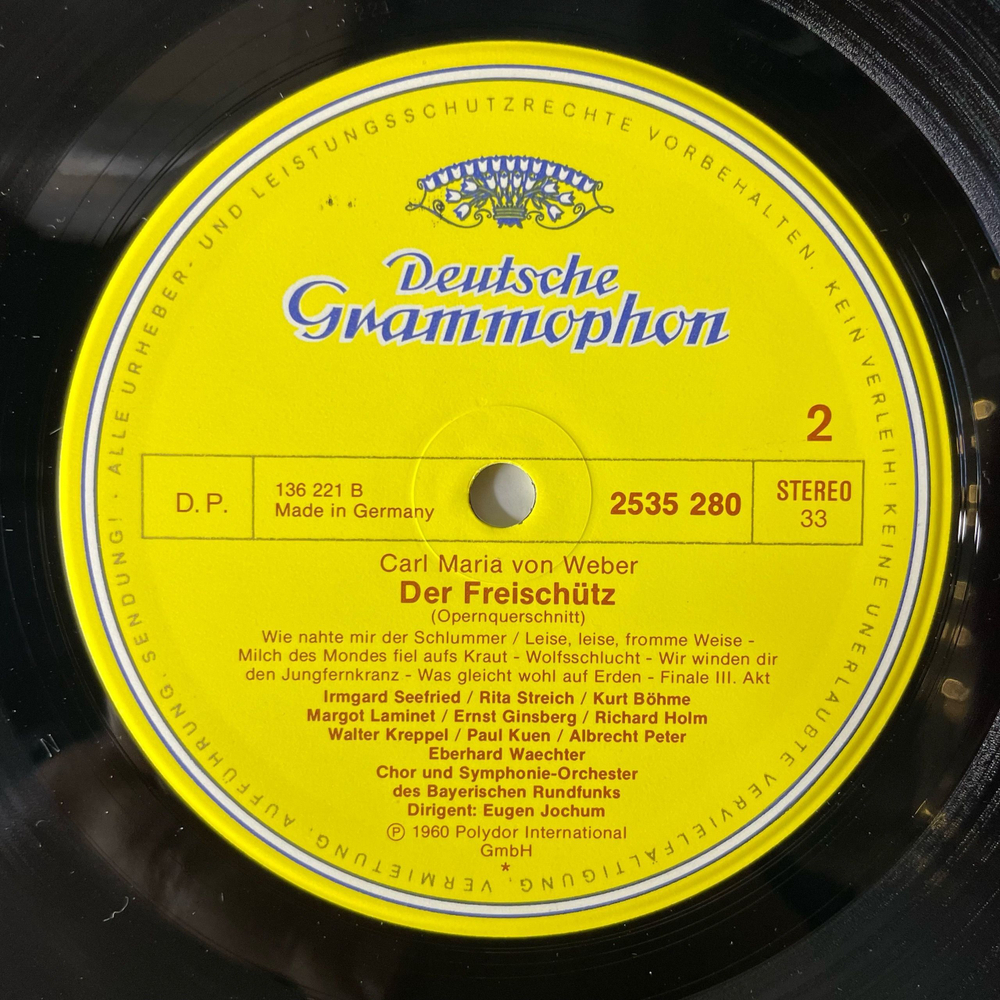 ALLE URHEBER- UND LEISTUNGSSCHUTZRECHTE VORBEHALTEN. KEIN VERLEIH! KEINE UNERLAUBTE VERVIELFÄLTIGUNG, VERMIETUNG, AUFFÜHRUNG, SENDUNG! ·
Deutsche
Grammophon
2
D. P.
136 221 B
Made in Germany
2535 280
STEREO
33
Carl Maria von Weber
Der Freischütz
(Opernquerschnitt)
Wie nahte mir der Schlummer / Leise, leise, fromme Weise -
Milch des Mondes fiel aufs Kraut - Wolfsschlucht - Wir winden dir
den Jungfernkranz - Was gleicht wohl auf Erden - Finale III. Akt
Irmgard Seefried / Rita Streich / Kurt Böhme
Margot Laminet / Ernst Ginsberg / Richard Holm
Walter Kreppel / Paul Kuen / Albrecht Peter
Eberhard Waechter
Chor und Symphonie-Orchester
des Bayerischen Rundfunks
Dirigent: Eugen Jochum
Ⓟ 1960 Polydor International
GmbH
*